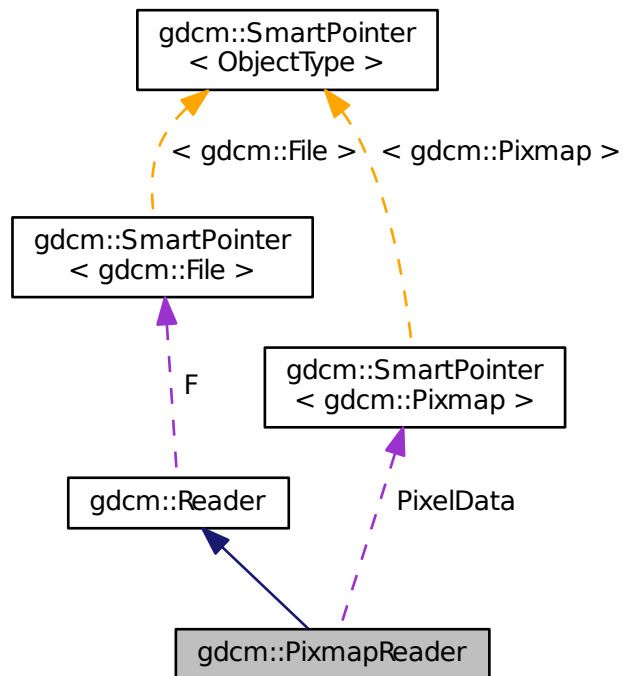 gdcm::SmartPointer
< ObjectType >
< gdcm::File >
< gdcm::Pixmap >
gdcm::SmartPointer
< gdcm::File >
gdcm::SmartPointer
< gdcm::Pixmap >
F
gdcm::Reader
PixelData
gdcm::PixmapReader